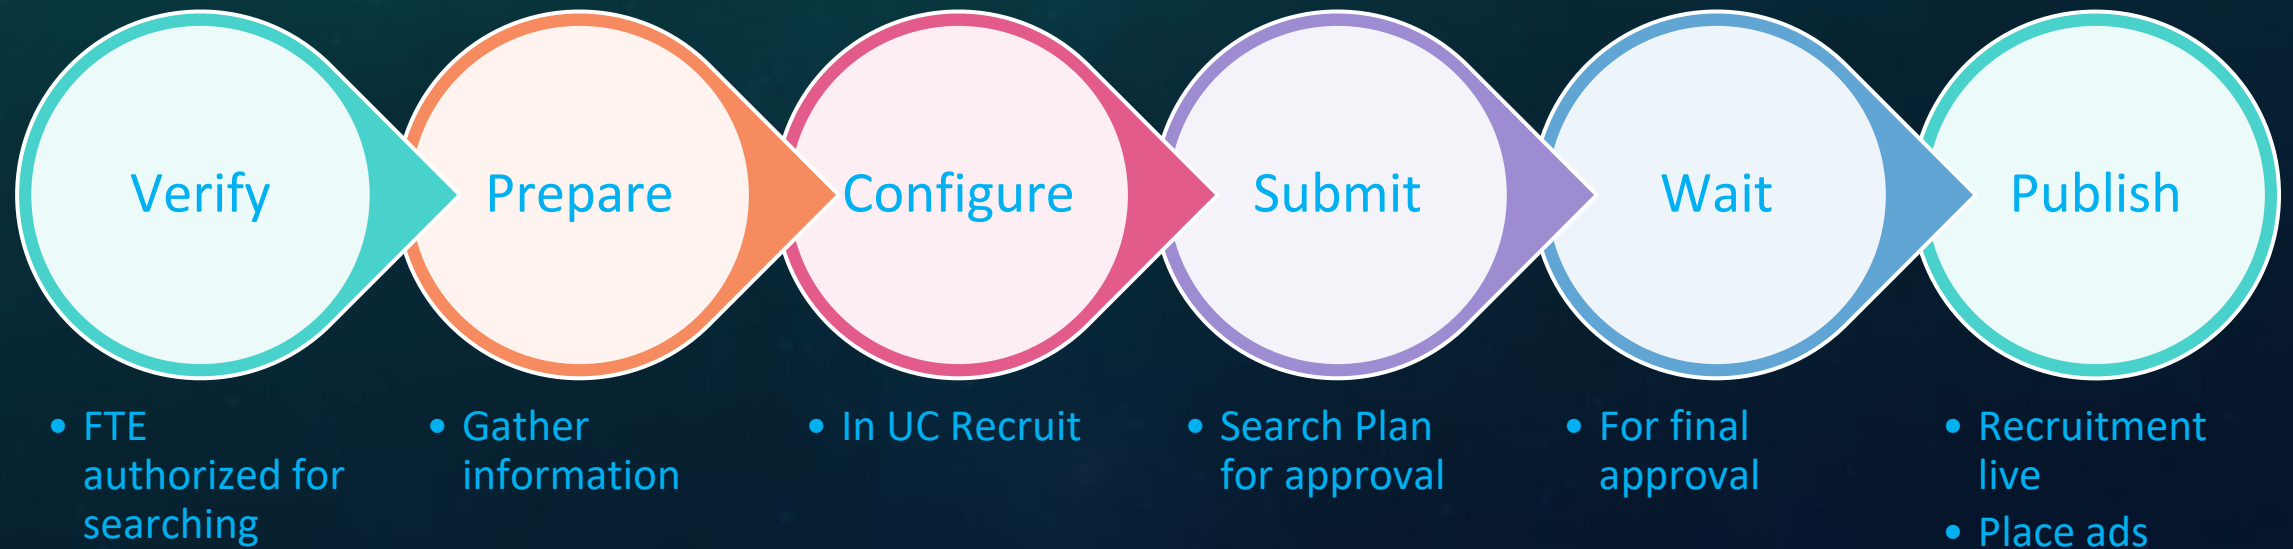 Verify
Prepare
Configure
Submit
Wait
Publish
• FTE
authorized for
searching
• Gather
information
• In UC Recruit
• Search Plan
for approval
• For final
approval
• Recruitment
live
• Place ads